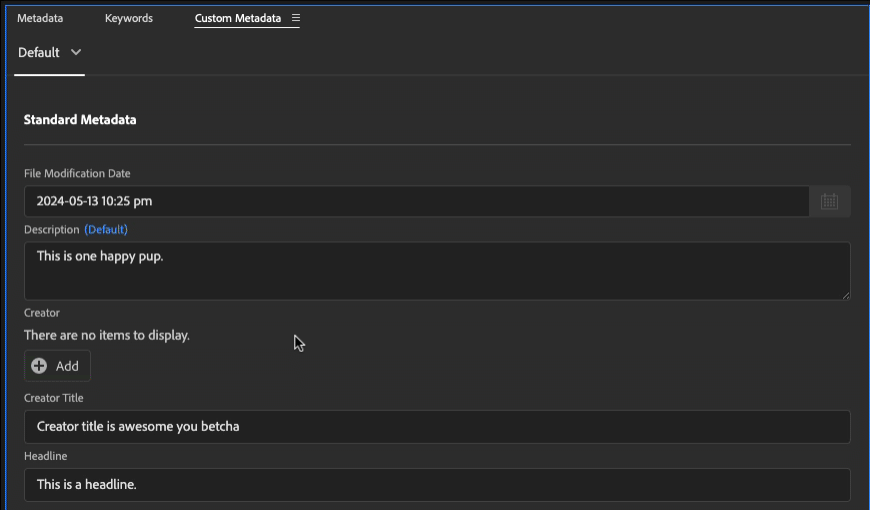 Metadata Keywords Custom Metadata
Default
Standard Metadata
File Modification Date
2024-05-13 10:25 pm
Description (Default)
This is one happy pup.
Creator
There are no items to display.
Add
Creator Title
Creator title is awesome you betcha
Headline
This is a headline.